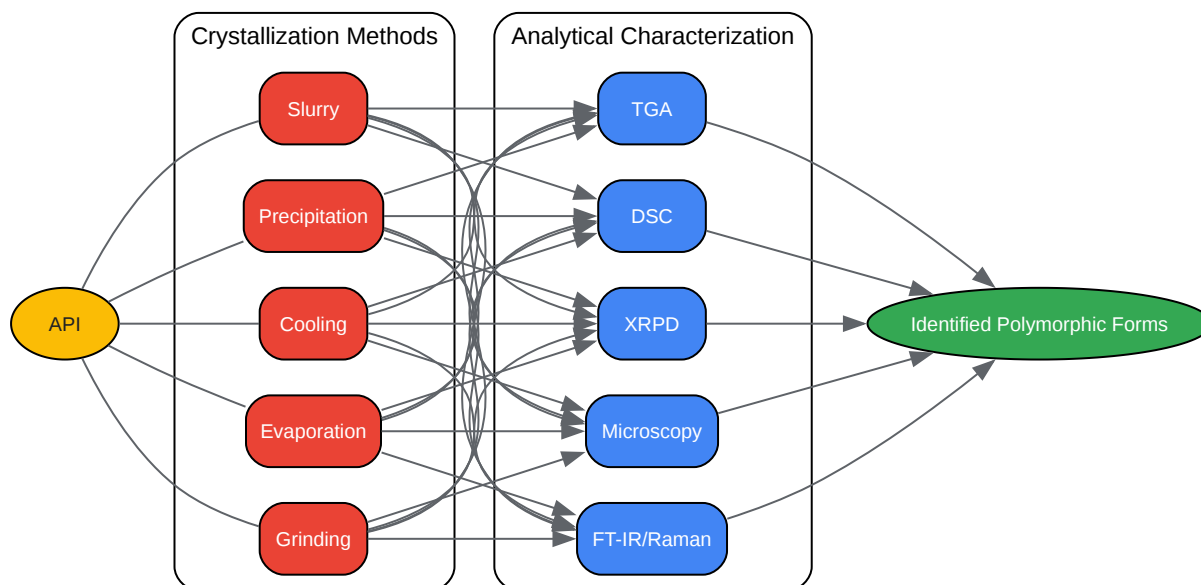 Crystallization Methods
Analytical Characterization
Slurry
TGA
Precipitation
DSC
API
Cooling
XRPD
Identified Polymorphic Forms
Evaporation
Microscopy
Grinding
FT-IR/Raman